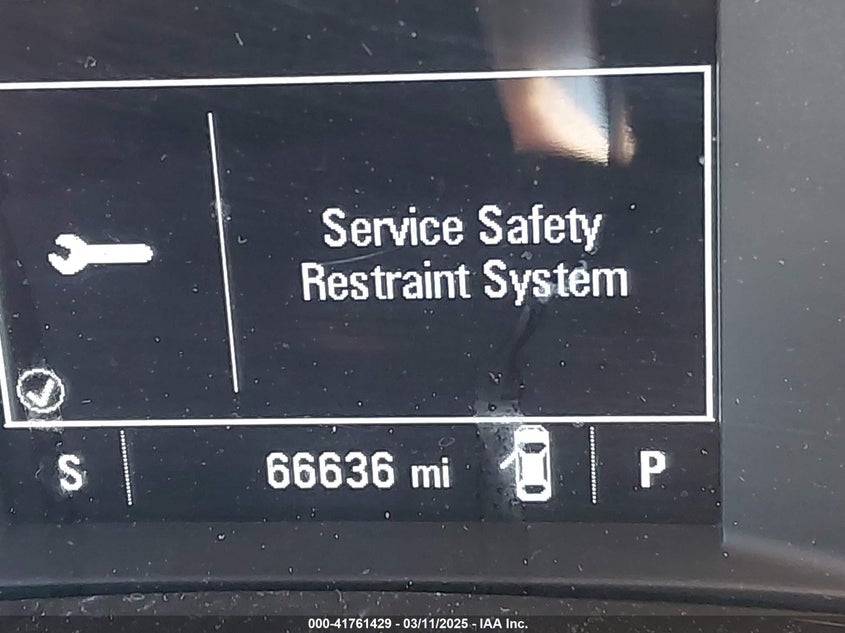 Service Safety
Restraint System
S 66636 mi P
000-41761429 - 03/11/2025 - IAA Inc.